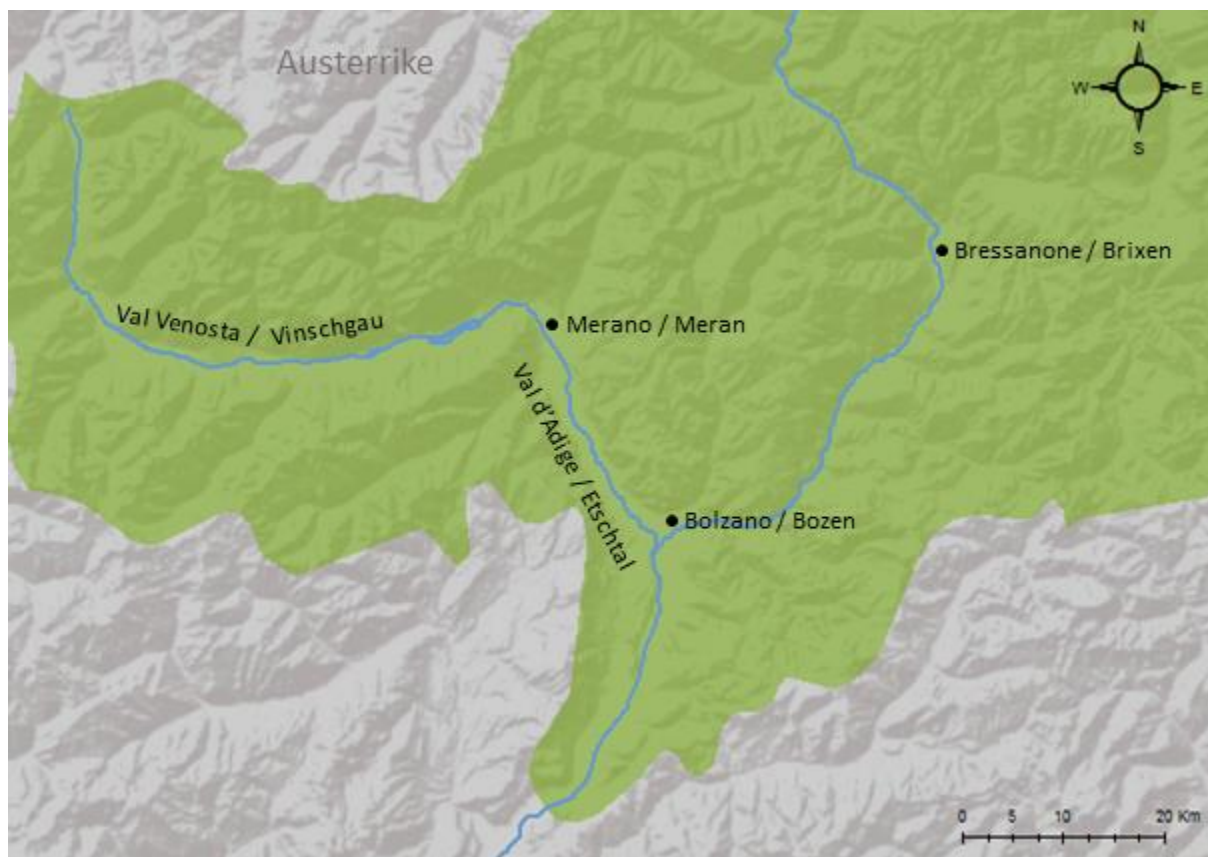 Austerrike
N
W E
S
Bressanone / Brixen
Val Venosta / Vinschgau
Merano / Meran
Val d'Adige / Etschtal
Bolzano / Bozen
0 5 10 20 Km